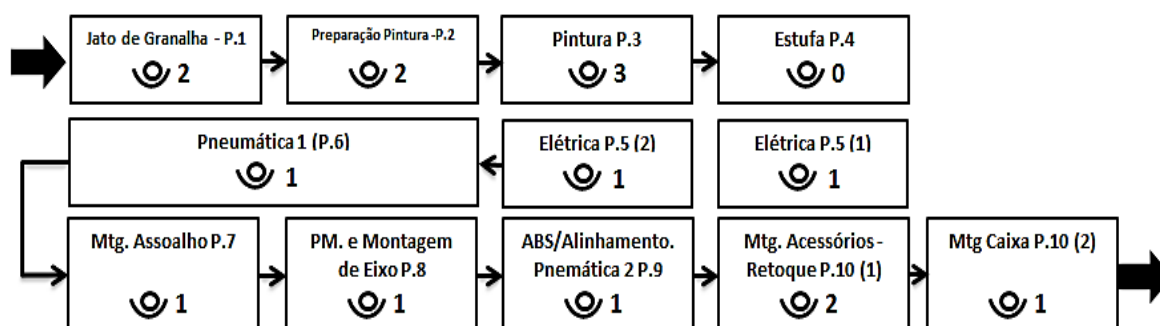 Jato de Granalha - P.1
2
Preparação Pintura -P.2
2
Pintura P.3
3
Estufa P.4
0
Pneumática 1 (P.6)
1
Elétrica P.5 (2)
1
Elétrica P.5 (1)
1
Mtg. Assoalho P.7
1
PM. e Montagem
de Eixo P.8
1
ABS/Alinhamento.
Pnemática 2 P.9
1
Mtg. Acessórios -
Retoque P.10 (1)
2
Mtg Caixa P.10 (2)
1